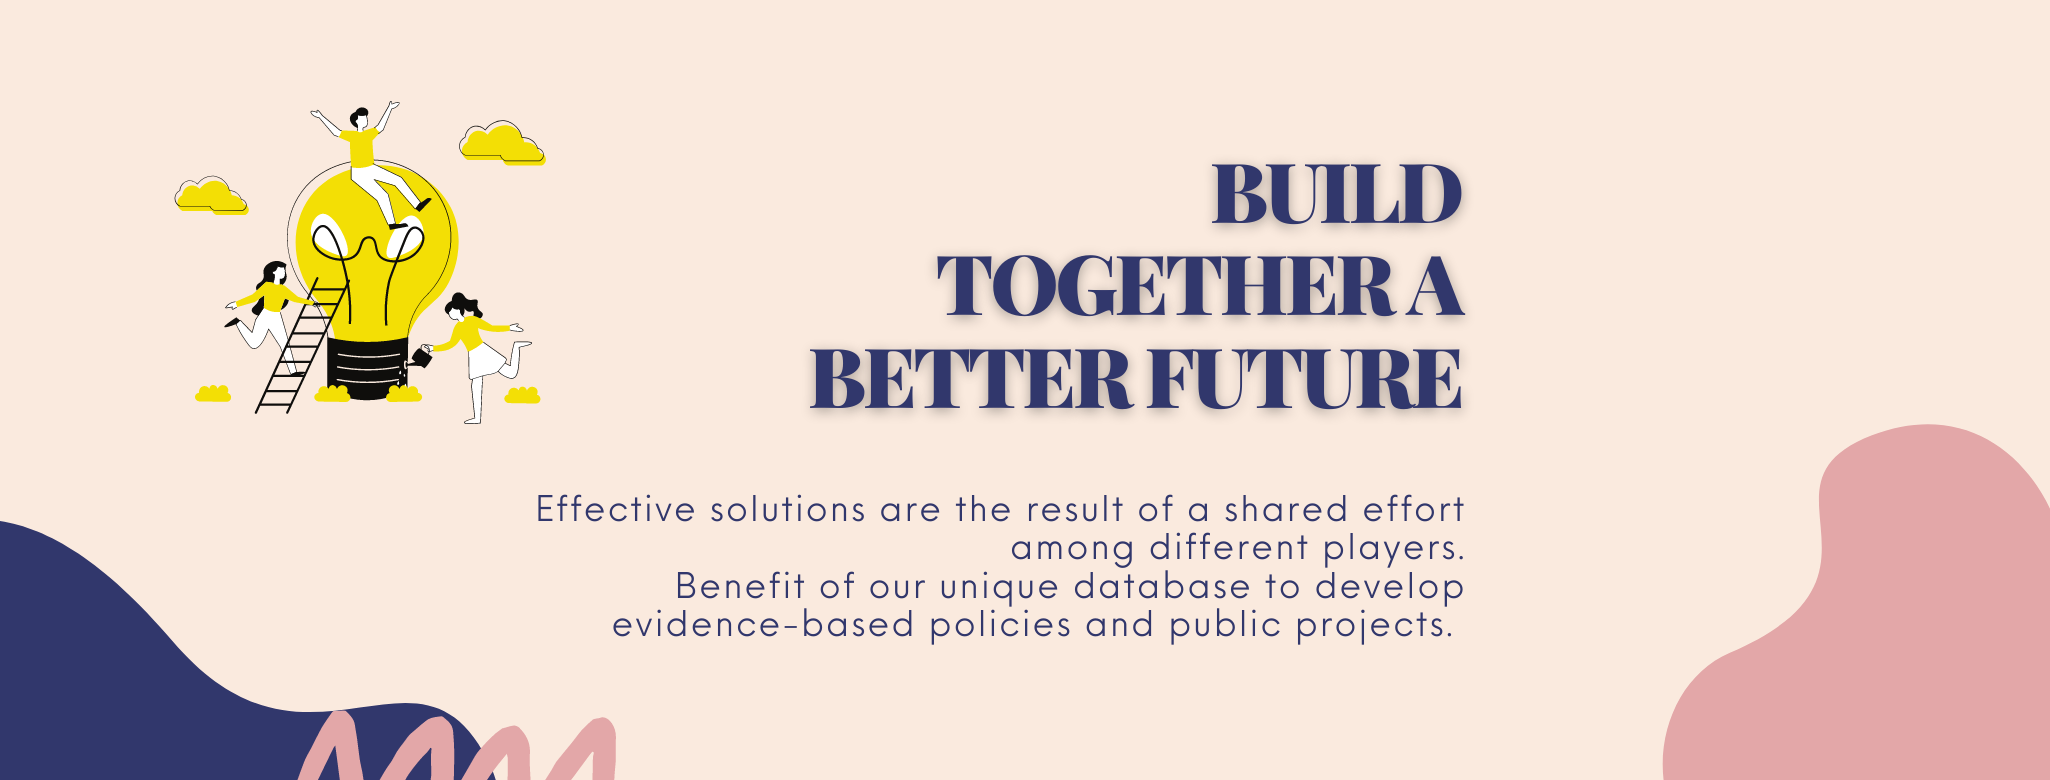 BUILD
TOGETHER A
BETTER FUTURE
Effective solutions are the result of a shared effort
among different players.
Benefit of our unique database to develop
evidence-based policies and public projects.